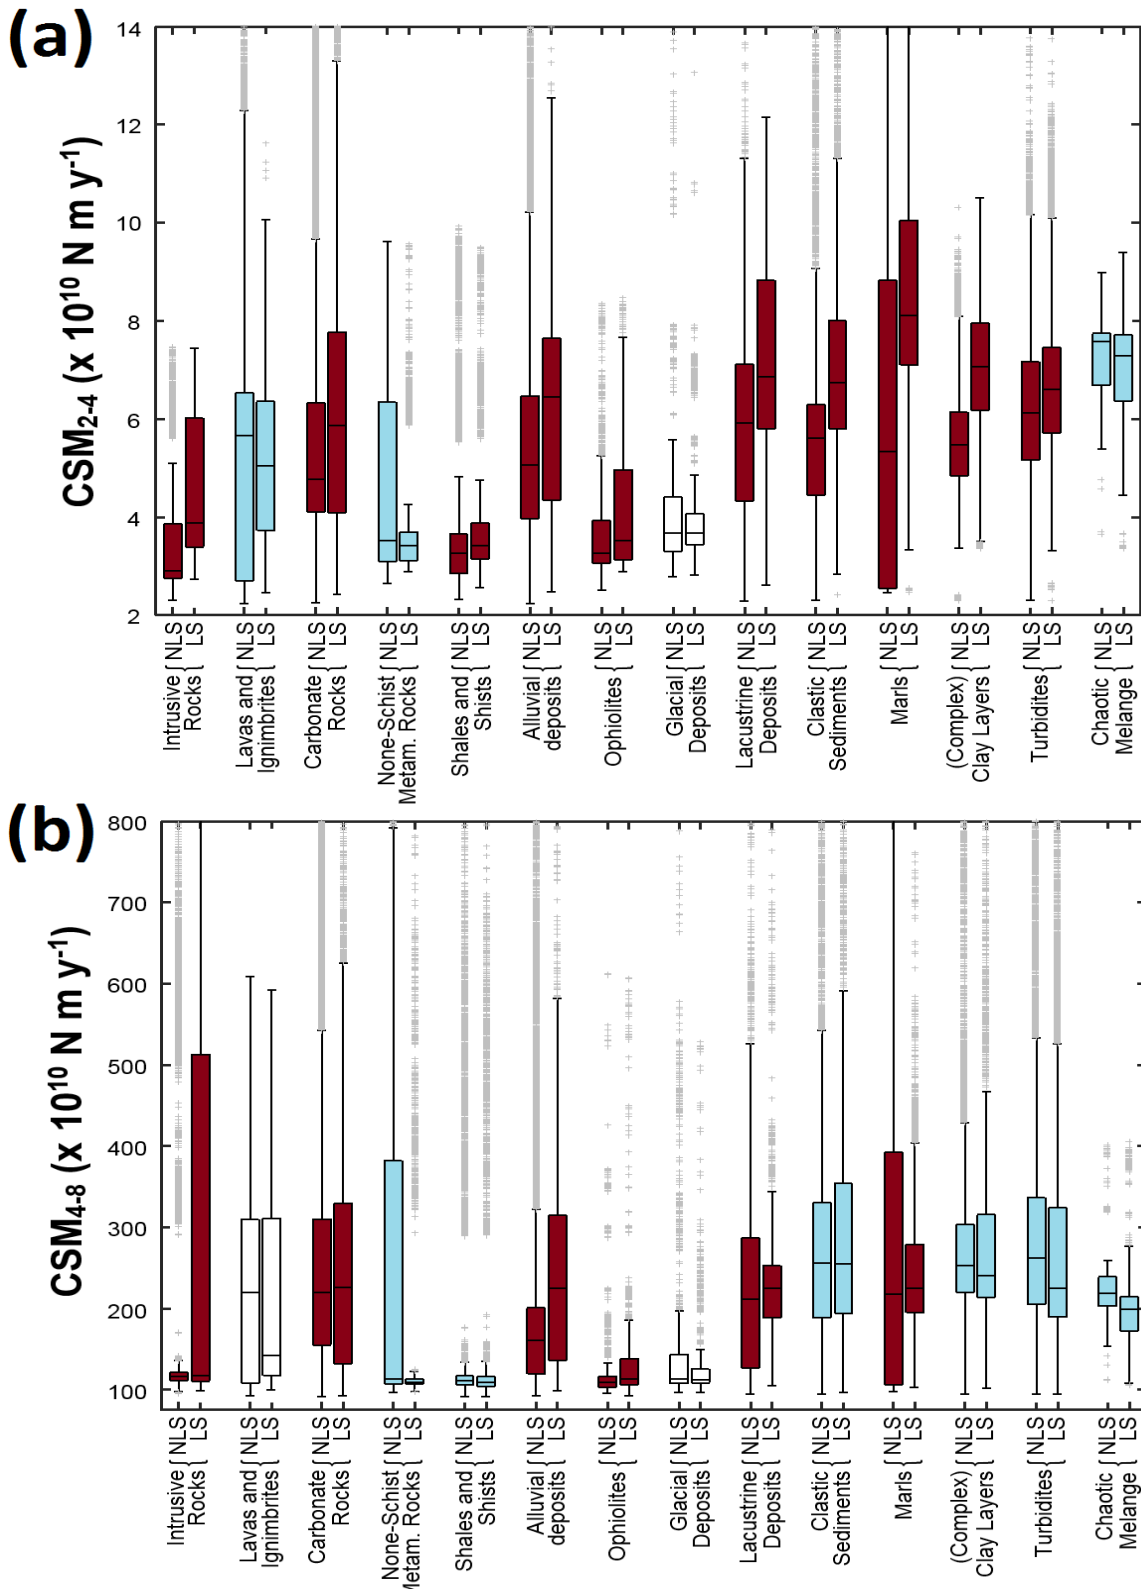 (a)
CSM2-4 (x 10^10 N m y^-1)
14
12
10
8
6
4
2
Intrusive Rocks { NLS LS
Lavas and Ignimbrites { NLS LS
Carbonate Rocks { NLS LS
None-Schist Metam. Rocks { NLS LS
Shales and Shists { NLS LS
Alluvial deposits { NLS LS
Ophiolites { NLS LS
Glacial Deposits { NLS LS
Lacustrine Deposits { NLS LS
Clastic Sediments { NLS LS
Marls { NLS LS
(Complex) Clay Layers { NLS LS
Turbidites { NLS LS
Chaotic Melange { NLS LS
(b)
CSM4-8 (x 10^10 N m y^-1)
800
700
600
500
400
300
200
100
Intrusive Rocks { NLS LS
Lavas and Ignimbrites { NLS LS
Carbonate Rocks { NLS LS
None-Schist Metam. Rocks { NLS LS
Shales and Shists { NLS LS
Alluvial deposits { NLS LS
Ophiolites { NLS LS
Glacial Deposits { NLS LS
Lacustrine Deposits { NLS LS
Clastic Sediments { NLS LS
Marls { NLS LS
(Complex) Clay Layers { NLS LS
Turbidites { NLS LS
Chaotic Melange { NLS LS